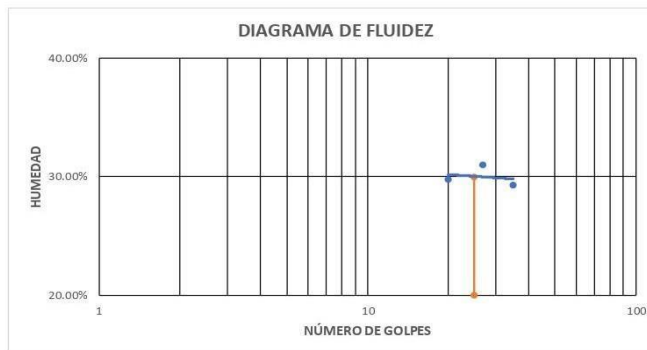 DIAGRAMA DE FLUIDEZ
40.00%
30.00%
20.00%
HUMEDAD
1
10
100
NÚMERO DE GOLPES